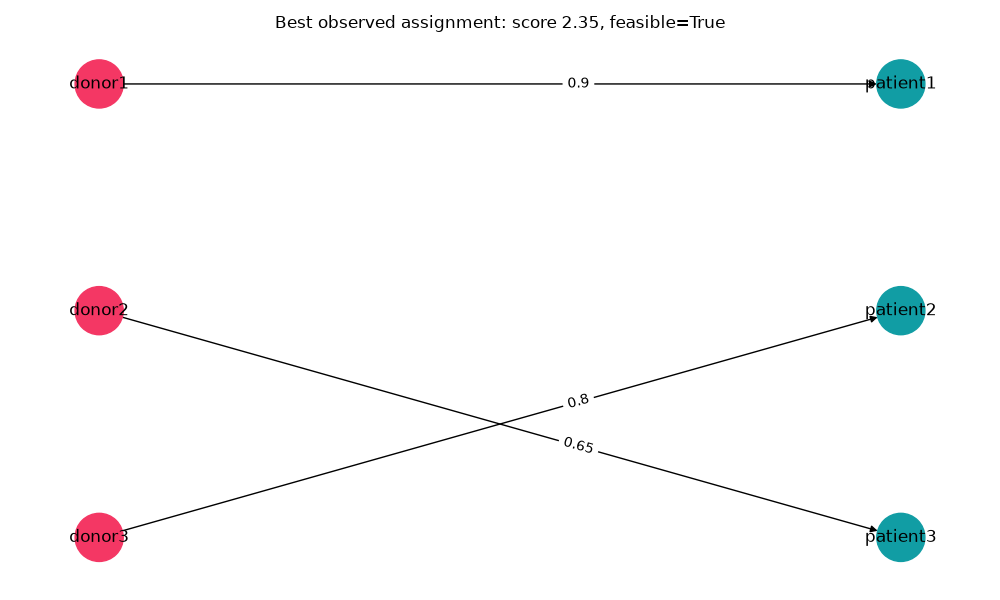 Best observed assignment: score 2.35, feasible=True
donor1
0.9
patient1
donor2
patient2
0.8
0.65
donor3
patient3